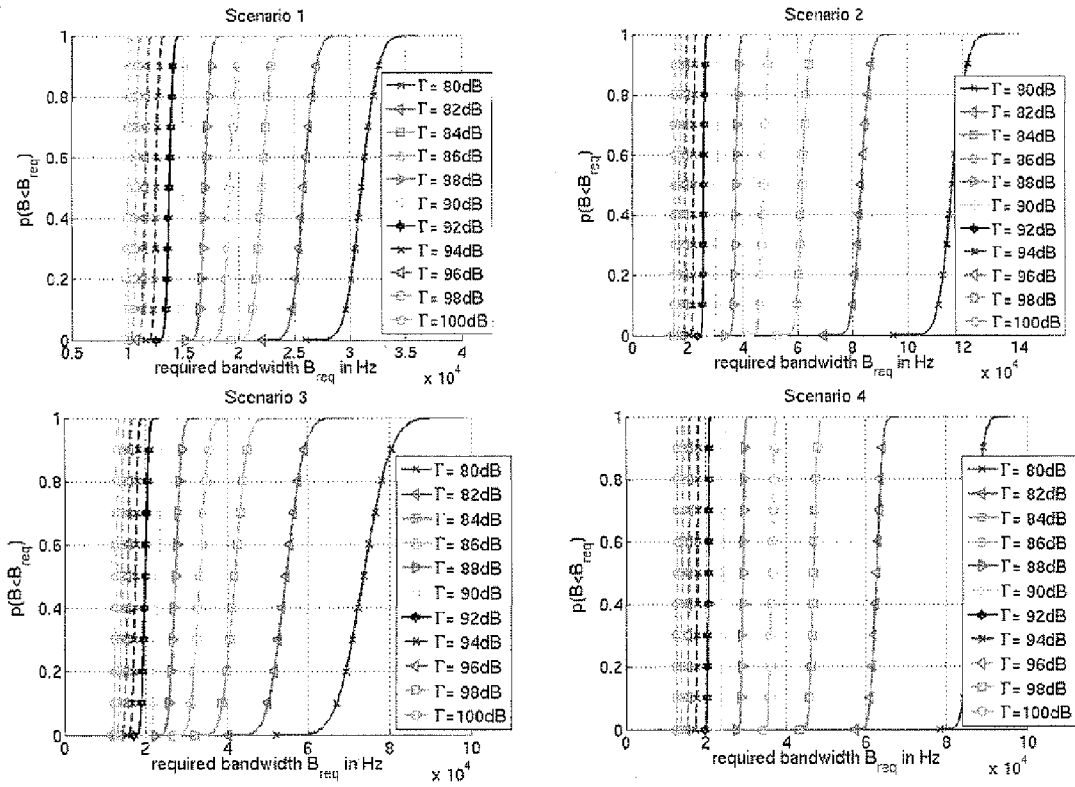 Scenario 1
1
0.8
0.6
0.4
0.2
0
p(B<B_req)
0.5 1 1.5 2 2.5 3 3.5 4
required bandwidth B_req in Hz
x 10^4
Γ = 80dB
Γ = 82dB
Γ = 84dB
Γ = 86dB
Γ = 98dB
Γ = 90dB
Γ = 92dB
Γ = 94dB
Γ = 96dB
Γ = 98dB
Γ =100dB
Scenario 2
1
0.8
0.6
0.4
0.2
0
p(B<B_req)
0 2 4 6 8 10 12 14
required bandwidth B_req in Hz
x 10^4
Γ = 90dB
Γ = 82dB
Γ = 84dB
Γ = 86dB
Γ = 88dB
Γ = 90dB
Γ = 92dB
Γ = 94dB
Γ = 96dB
Γ = 98dB
Γ =100dB
Scenario 3
1
0.8
0.6
0.4
0.2
0
p(B<B_req)
0 2 4 6 8 10
required bandwidth B_req in Hz
x 10^4
Γ = 80dB
Γ = 82dB
Γ = 84dB
Γ = 86dB
Γ = 88dB
Γ = 90dB
Γ = 92dB
Γ = 94dB
Γ = 96dB
Γ = 98dB
Γ =100dB
Scenario 4
1
0.8
0.6
0.4
0.2
0
p(B<B_req)
0 2 4 6 8 10
required bandwidth B_req in Hz
x 10^4
Γ = 80dB
Γ = 82dB
Γ = 84dB
Γ = 86dB
Γ = 88dB
Γ = 90dB
Γ = 92dB
Γ = 94dB
Γ = 96dB
Γ = 98dB
Γ =100dB